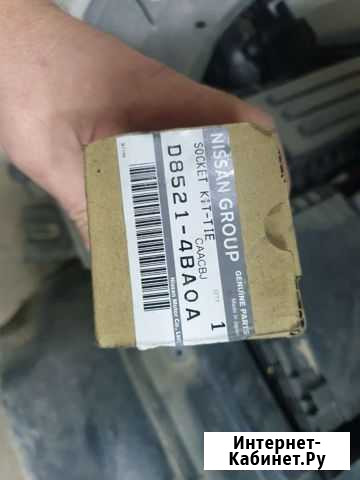 NISSAN GROUP
GENUINE PARTS
Made in Japan
SOCKET KIT-TIE
CAACBJ
QTY
1
D8521-4BA0A
Nissan Motor Co., Ltd.
Интернет-
Кабинет.Ру